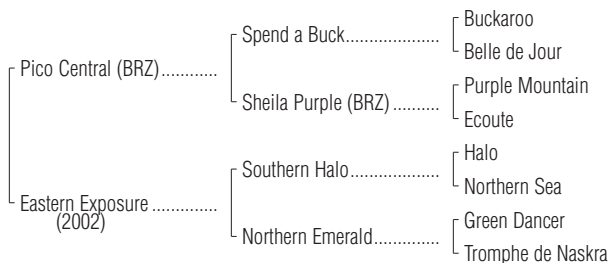 Buckaroo
Spend a Buck....................
Belle de Jour
Pico Central (BRZ)............
Purple Mountain
Sheila Purple (BRZ) ..........
Ecoute
Halo
Southern Halo...................
Northern Sea
Eastern Exposure ..............
(2002)
Green Dancer
Northern Emerald..............
Tromphe de Naskra